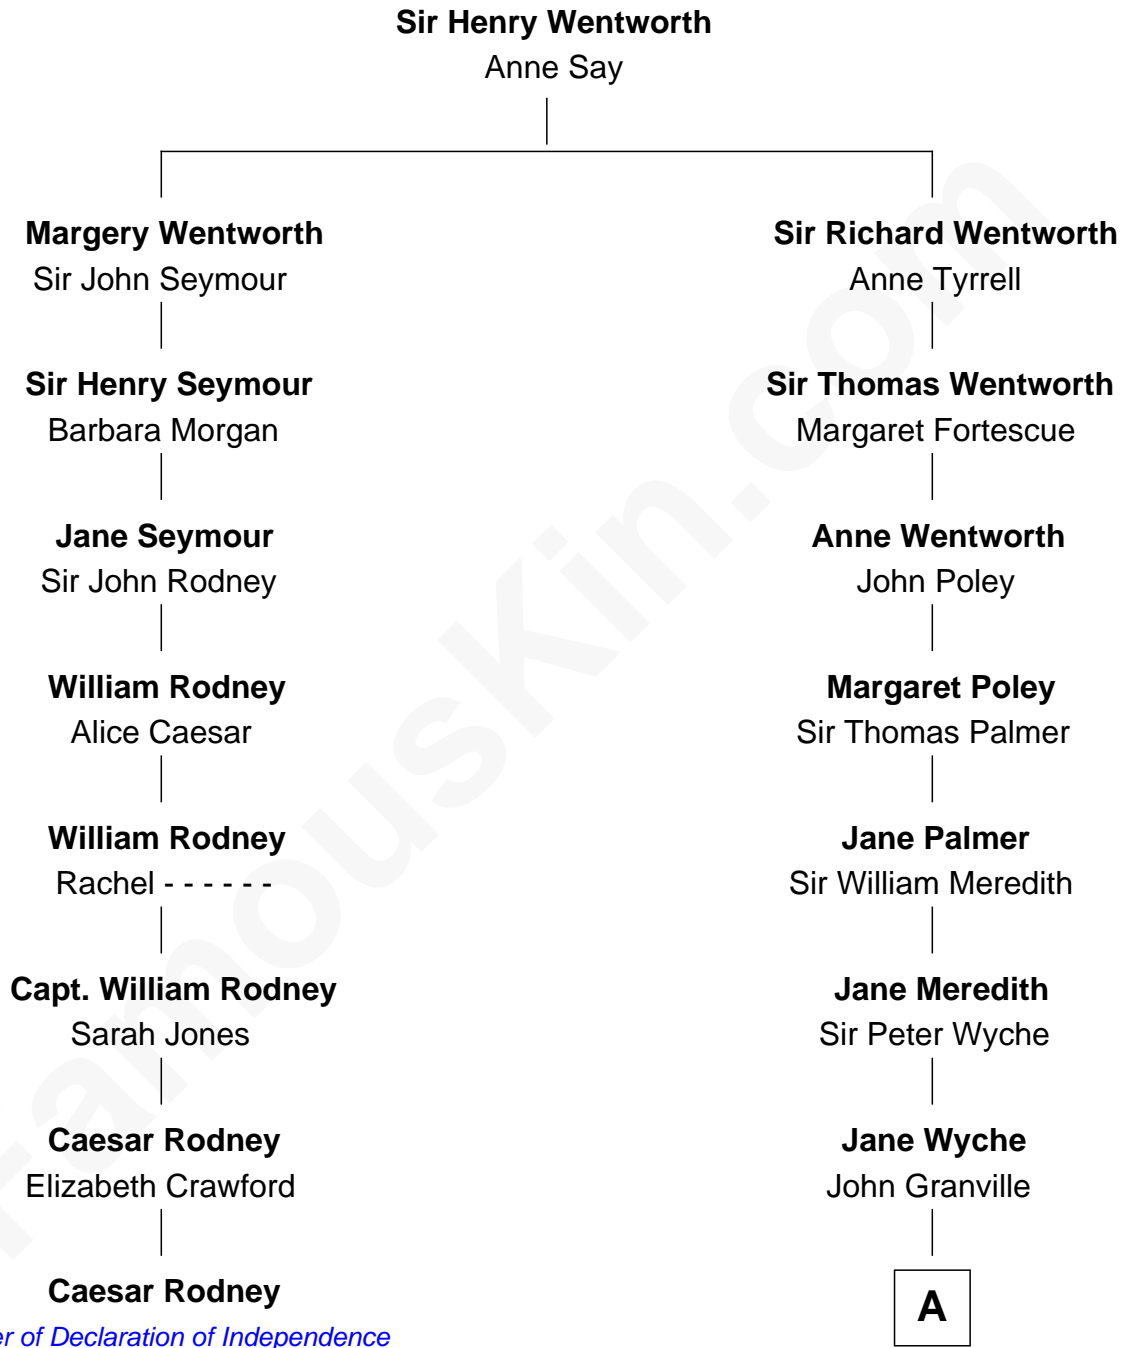 Sir Henry Wentworth
Anne Say
Margery Wentworth
Sir John Seymour
Sir Richard Wentworth
Anne Tyrrell
Sir Henry Seymour
Barbara Morgan
Sir Thomas Wentworth
Margaret Fortescue
Jane Seymour
Sir John Rodney
Anne Wentworth
John Poley
William Rodney
Alice Caesar
Margaret Poley
Sir Thomas Palmer
William Rodney
Rachel - - - - - -
Jane Palmer
Sir William Meredith
Capt. William Rodney
Sarah Jones
Jane Meredith
Sir Peter Wyche
Caesar Rodney
Elizabeth Crawford
Jane Wyche
John Granville
Caesar Rodney
of Declaration of Independence
A
FamousKin.com